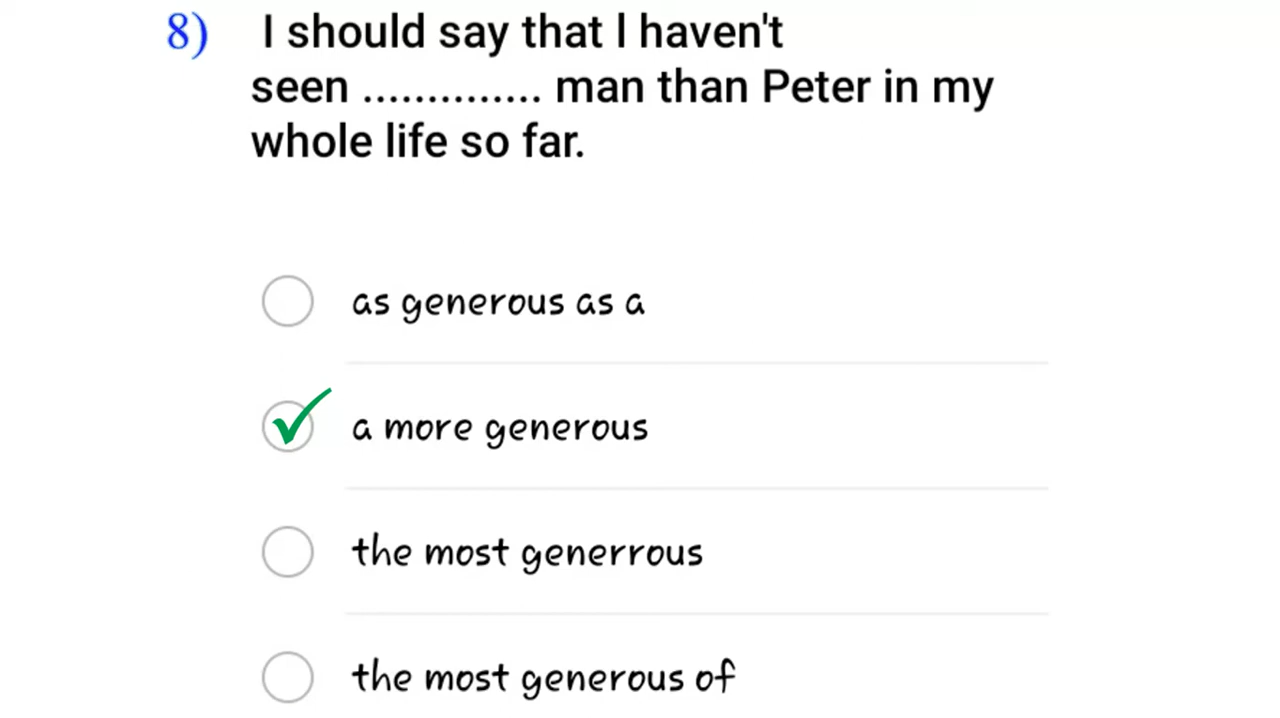 8) I should say that I haven't
seen .............. man than Peter in my
whole life so far.
as generous as a
a more generous
the most generrous
the most generous of